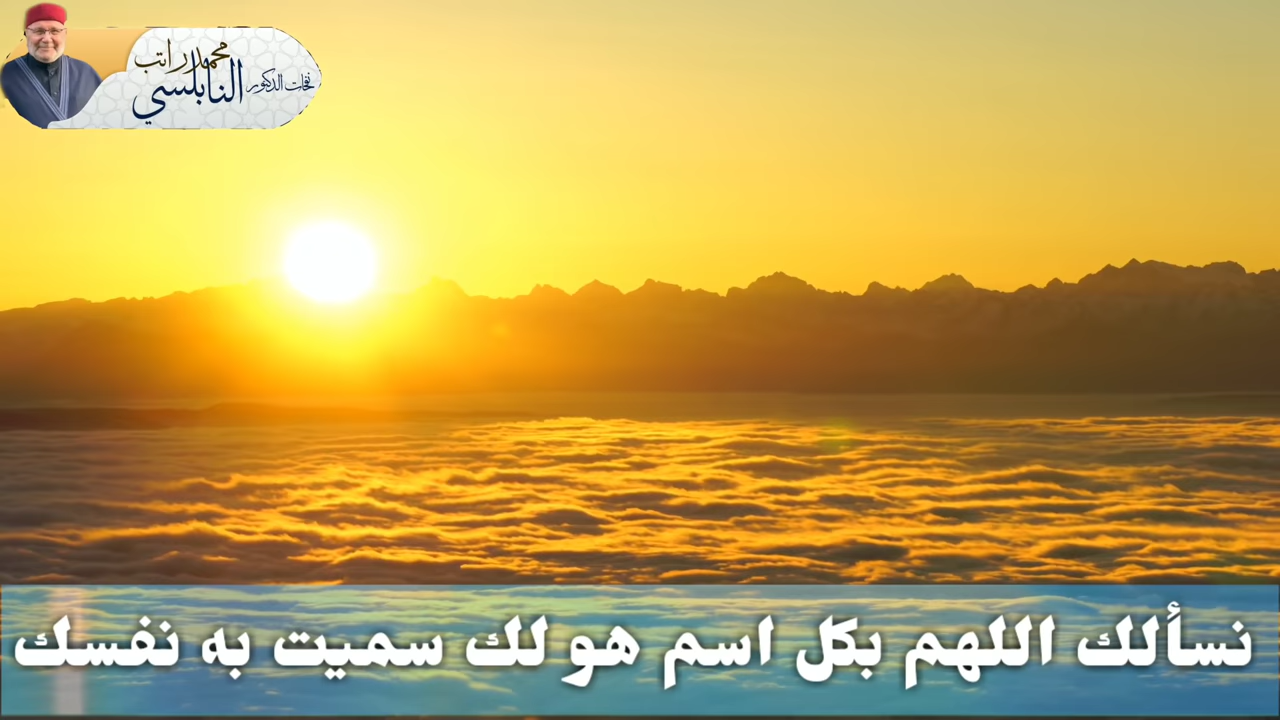 محمد راتب
نفحات الدكتور النابلسي
نسألك اللهم بكل اسم هو لك سميت به نفسك